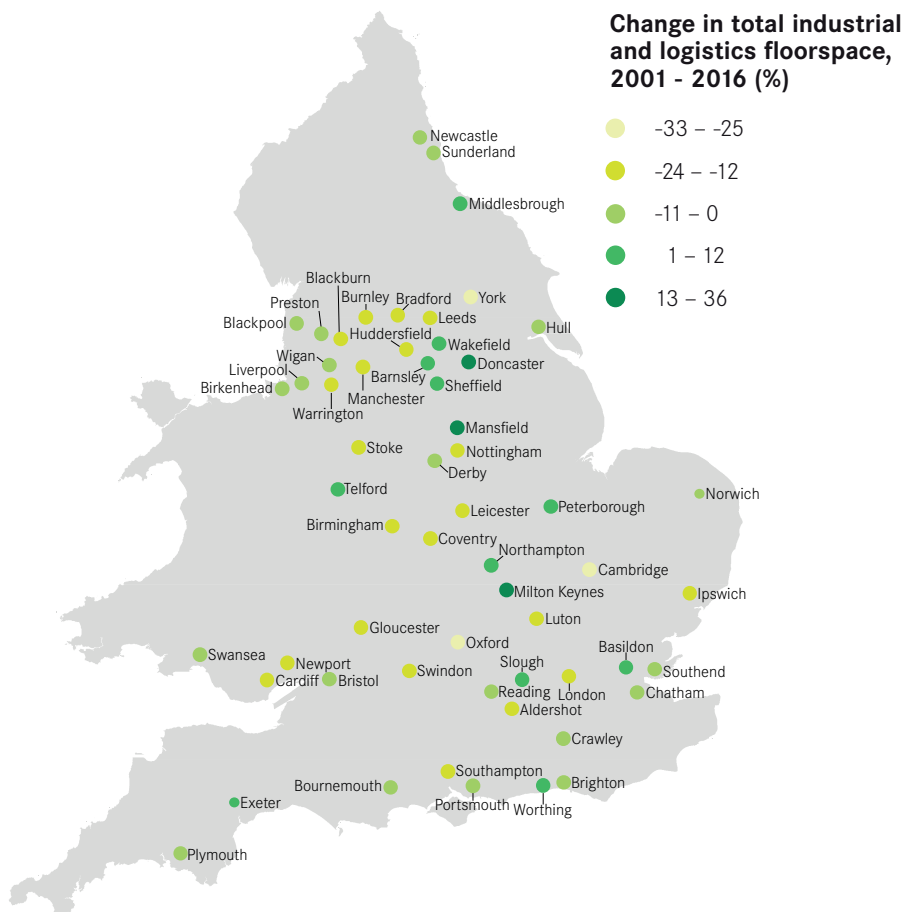 Change in total industrial
and logistics floorspace,
2001 - 2016 (%)
-33 – -25
-24 – -12
-11 – 0
1 – 12
13 – 36
Newcastle
Sunderland
Middlesbrough
Blackburn
Preston
Burnley
Bradford
York
Blackpool
Leeds
Huddersfield
Hull
Wakefield
Wigan
Doncaster
Liverpool
Barnsley
Birkenhead
Sheffield
Manchester
Warrington
Mansfield
Stoke
Nottingham
Derby
Telford
Norwich
Leicester
Peterborough
Birmingham
Coventry
Northampton
Cambridge
Milton Keynes
Ipswich
Luton
Gloucester
Oxford
Basildon
Swansea
Newport
Slough
Swindon
Southend
Cardiff
Bristol
Reading
London
Chatham
Aldershot
Crawley
Southampton
Bournemouth
Brighton
Portsmouth
Worthing
Exeter
Plymouth